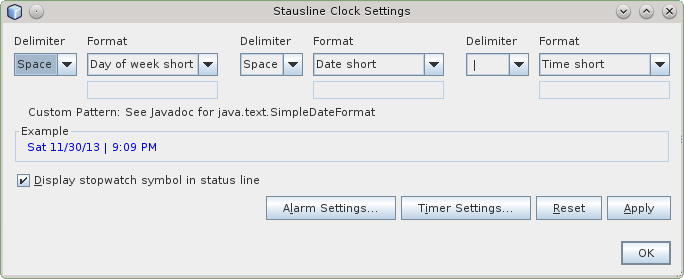 Stausline Clock Settings
Delimiter Format Delimiter Format Delimiter Format
Space Day of week short Space Date short | Time short
Custom Pattern: See Javadoc for java.text.SimpleDateFormat
Example
Sat 11/30/13 | 9:09 PM
Display stopwatch symbol in status line
Alarm Settings... Timer Settings... Reset Apply
OK